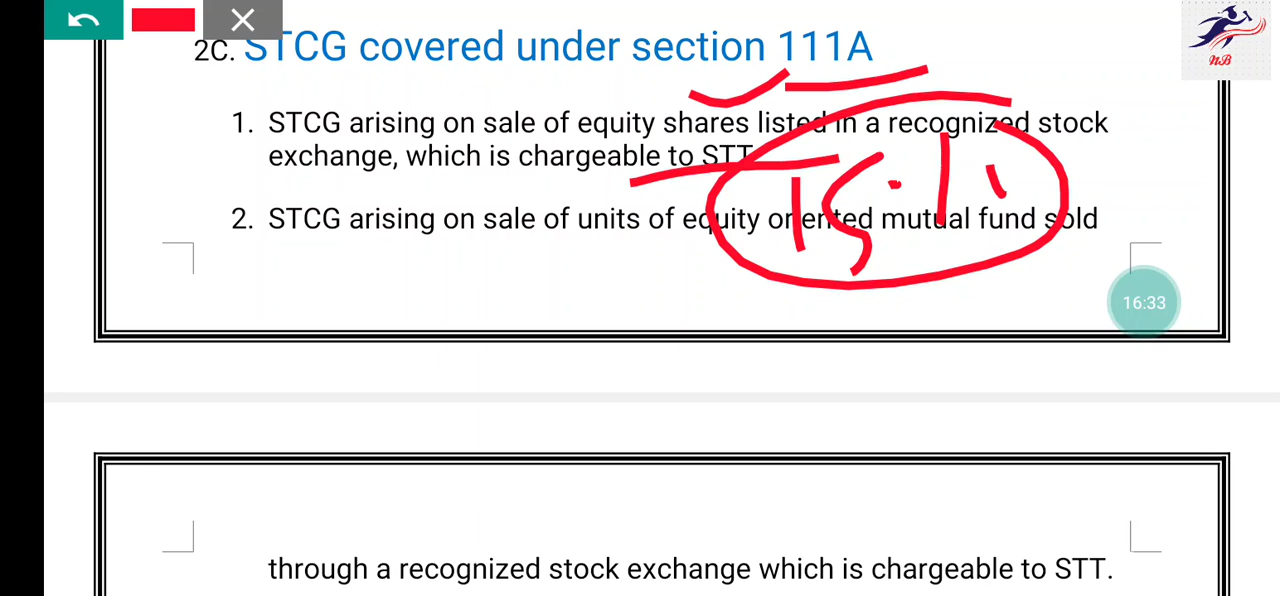 2C. STCG covered under section 111A
1. STCG arising on sale of equity shares listed in a recognized stock
exchange, which is chargeable to STT
15%
2. STCG arising on sale of units of equity oriented mutual fund sold
16:33
through a recognized stock exchange which is chargeable to STT.
NB